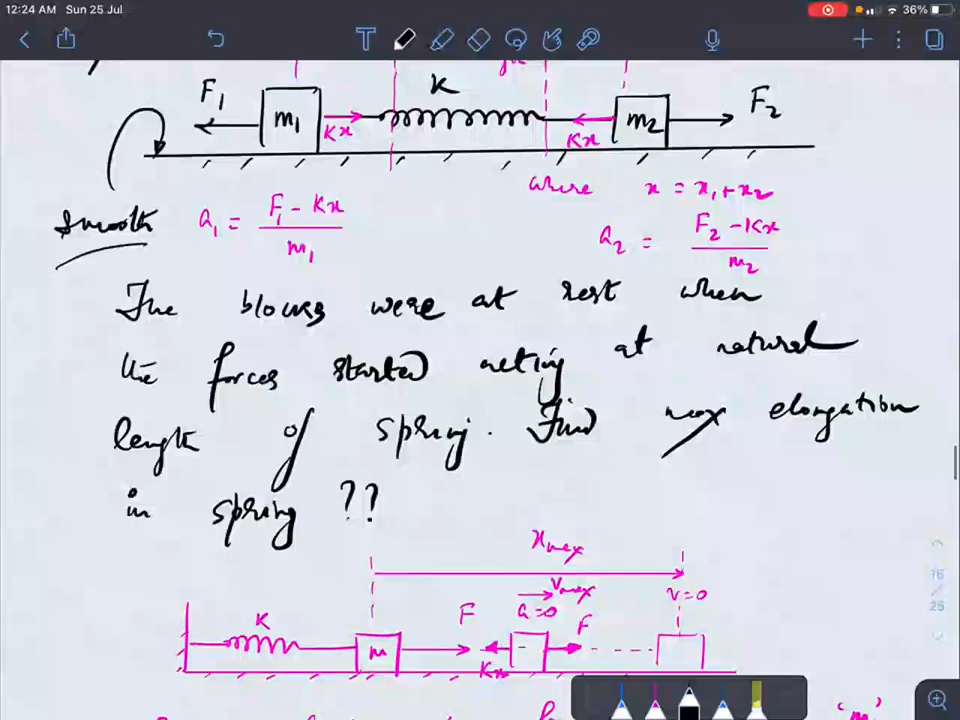 12:24 AM Sun 25 Jul 36%
T
K
F1 m1 Kx Kx m2 F2
where x = x1+x2
Smooth a1 = F1 - Kx / m1
a2 = F2 - Kx / m2
The blocks were at rest when
the forces started acting at natural
length of spring. Find max elongation
in spring ??
xmax
vmax
a=0 v=0
K F F
m Kx
16
25
"m"